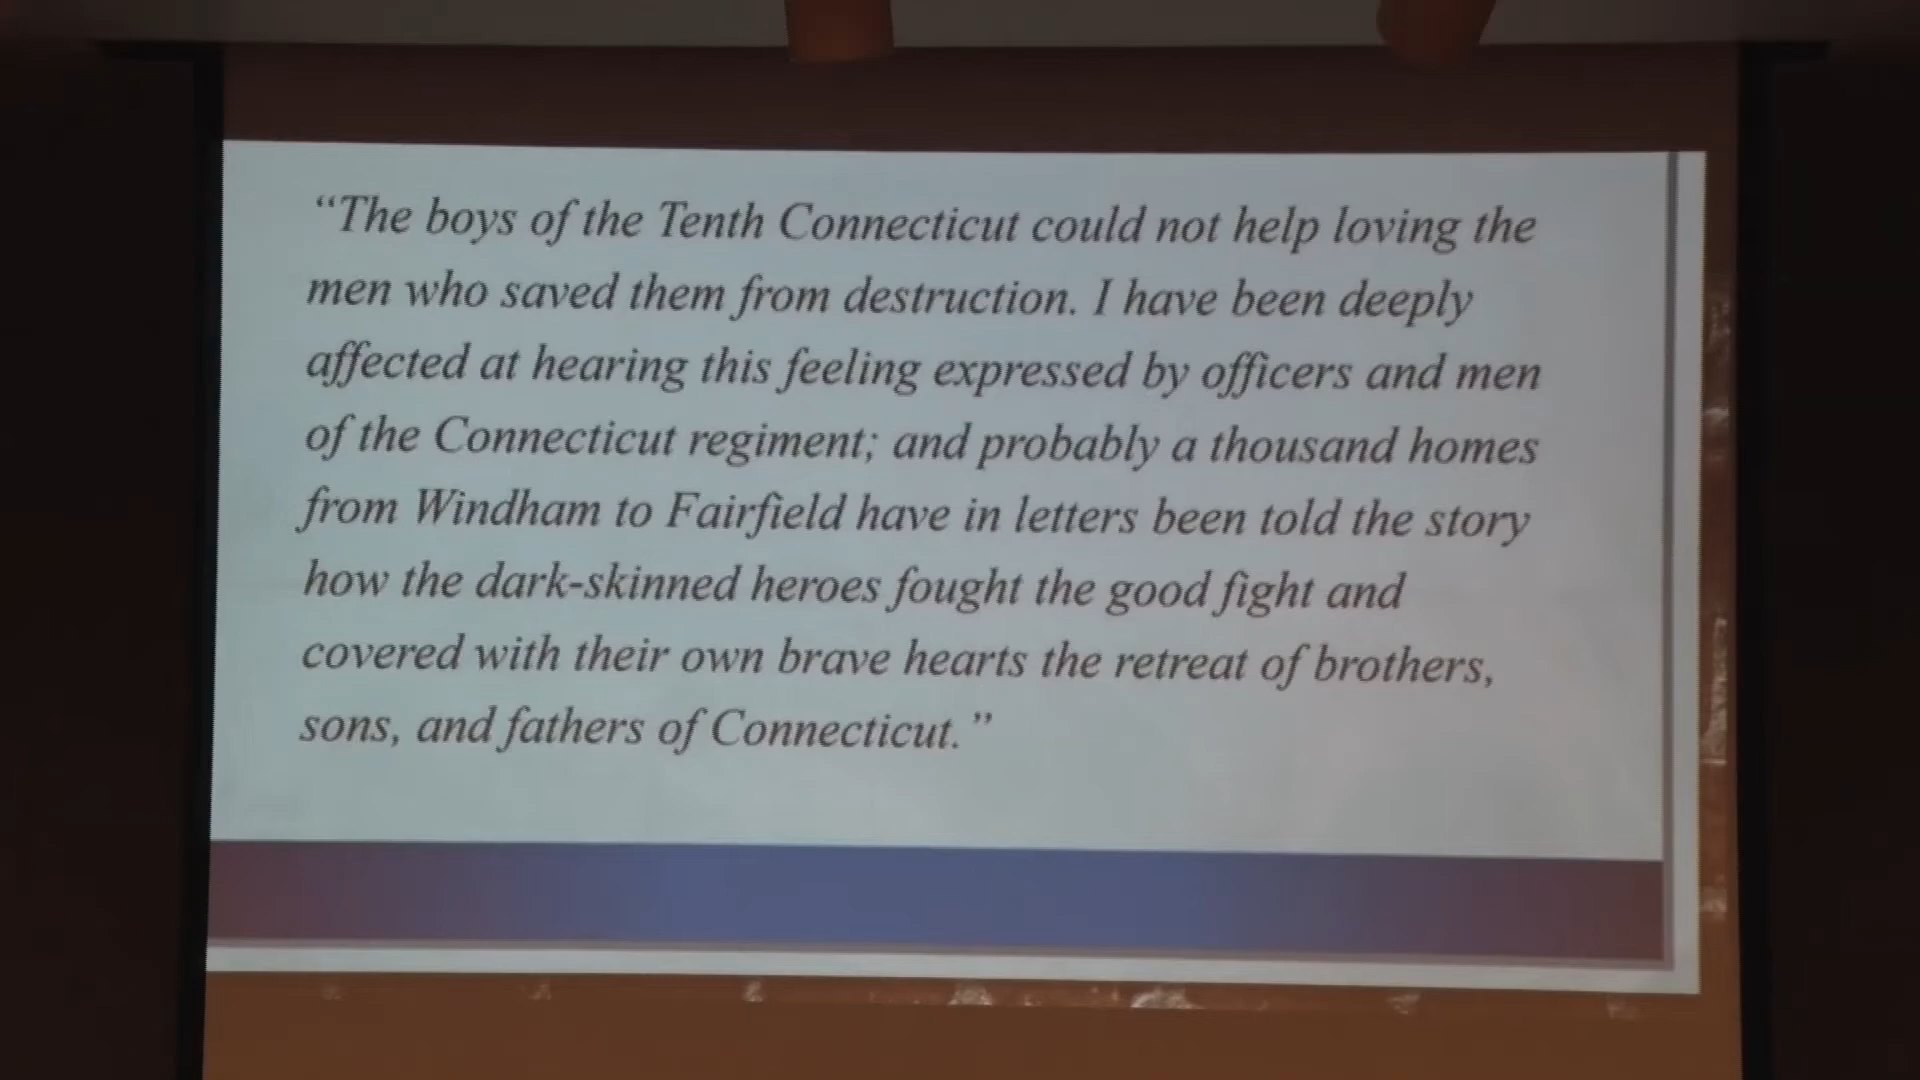 “The boys of the Tenth Connecticut could not help loving the
men who saved them from destruction. I have been deeply
affected at hearing this feeling expressed by officers and men
of the Connecticut regiment; and probably a thousand homes
from Windham to Fairfield have in letters been told the story
how the dark-skinned heroes fought the good fight and
covered with their own brave hearts the retreat of brothers,
sons, and fathers of Connecticut.”